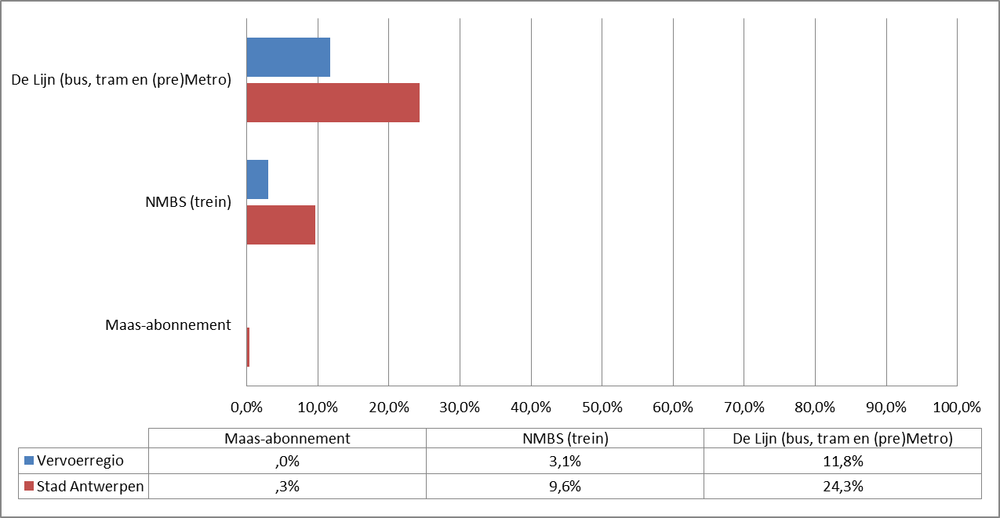 De Lijn (bus, tram en (pre)Metro)
NMBS (trein)
Maas-abonnement
0,0% 10,0% 20,0% 30,0% 40,0% 50,0% 60,0% 70,0% 80,0% 90,0% 100,0%
Maas-abonnement NMBS (trein) De Lijn (bus, tram en (pre)Metro)
Vervoerregio ,0% 3,1% 11,8%
Stad Antwerpen ,3% 9,6% 24,3%